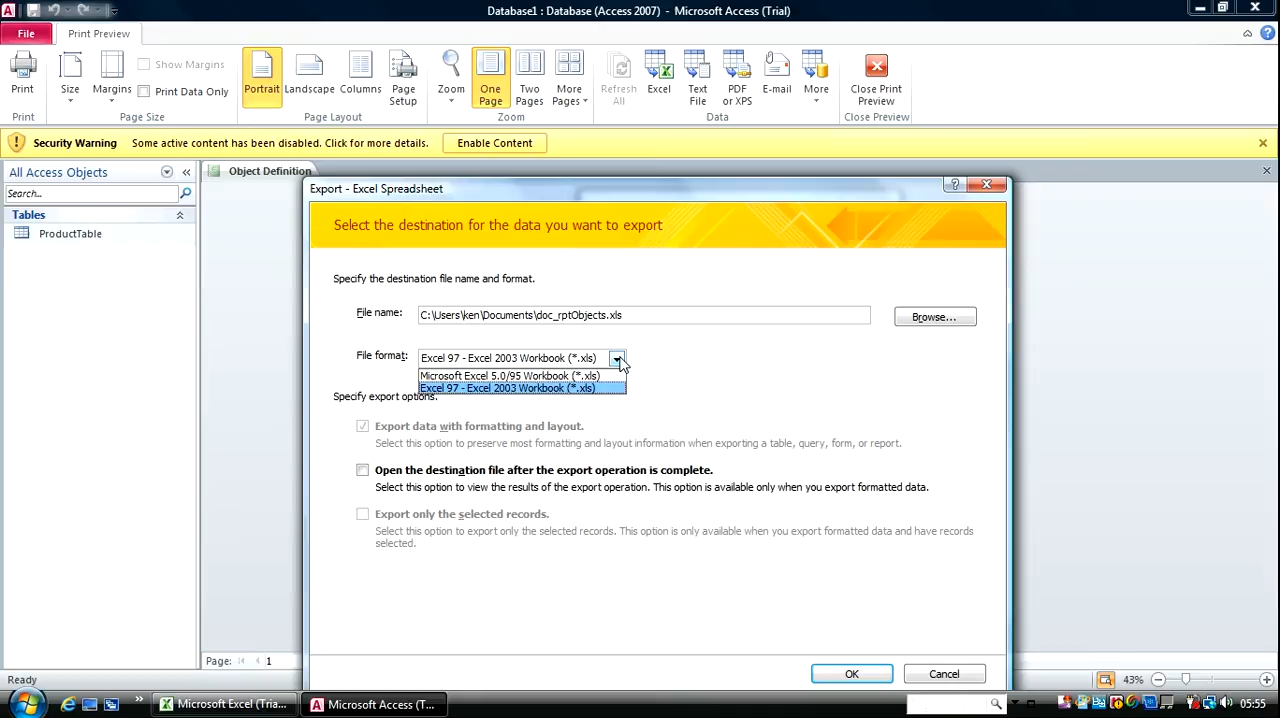 Database1 : Database (Access 2007) - Microsoft Access (Trial)
File
Print Preview
Print
Size
Margins
Show Margins
Print Data Only
Portrait
Landscape
Columns
Page Setup
Zoom
One Page
Two Pages
More Pages
Refresh All
Excel
Text File
PDF or XPS
E-mail
More
Close Print Preview
Print
Page Size
Page Layout
Zoom
Data
Close Preview
Security Warning Some active content has been disabled. Click for more details. Enable Content
All Access Objects
Search...
Tables
ProductTable
Object Definition
Export - Excel Spreadsheet
Select the destination for the data you want to export
Specify the destination file name and format.
File name: C:\Users\ken\Documents\doc_rptObjects.xls Browse...
File format: Excel 97 - Excel 2003 Workbook (*.xls)
Microsoft Excel 5.0/95 Workbook (*.xls)
Excel 97 - Excel 2003 Workbook (*.xls)
Specify export options.
Export data with formatting and layout.
Select this option to preserve most formatting and layout information when exporting a table, query, form, or report.
Open the destination file after the export operation is complete.
Select this option to view the results of the export operation. This option is available only when you export formatted data.
Export only the selected records.
Select this option to export only the selected records. This option is only available when you export formatted data and have records
selected.
OK Cancel
Page: 1
Ready
43%
Microsoft Excel (Tria...
Microsoft Access (T...
05:55